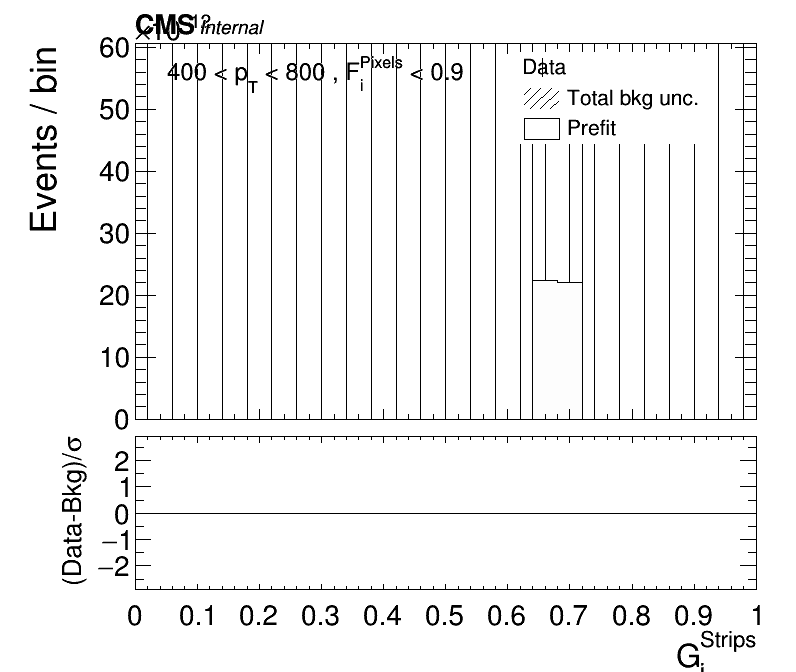 CMS Internal
×10
400 < p_T < 800 , F_i^Pixels < 0.9
Data
Total bkg unc.
Prefit
Events / bin
60
50
40
30
20
10
0
(Data-Bkg)/σ
2
1
0
−1
−2
0 0.1 0.2 0.3 0.4 0.5 0.6 0.7 0.8 0.9 1
G_i^Strips